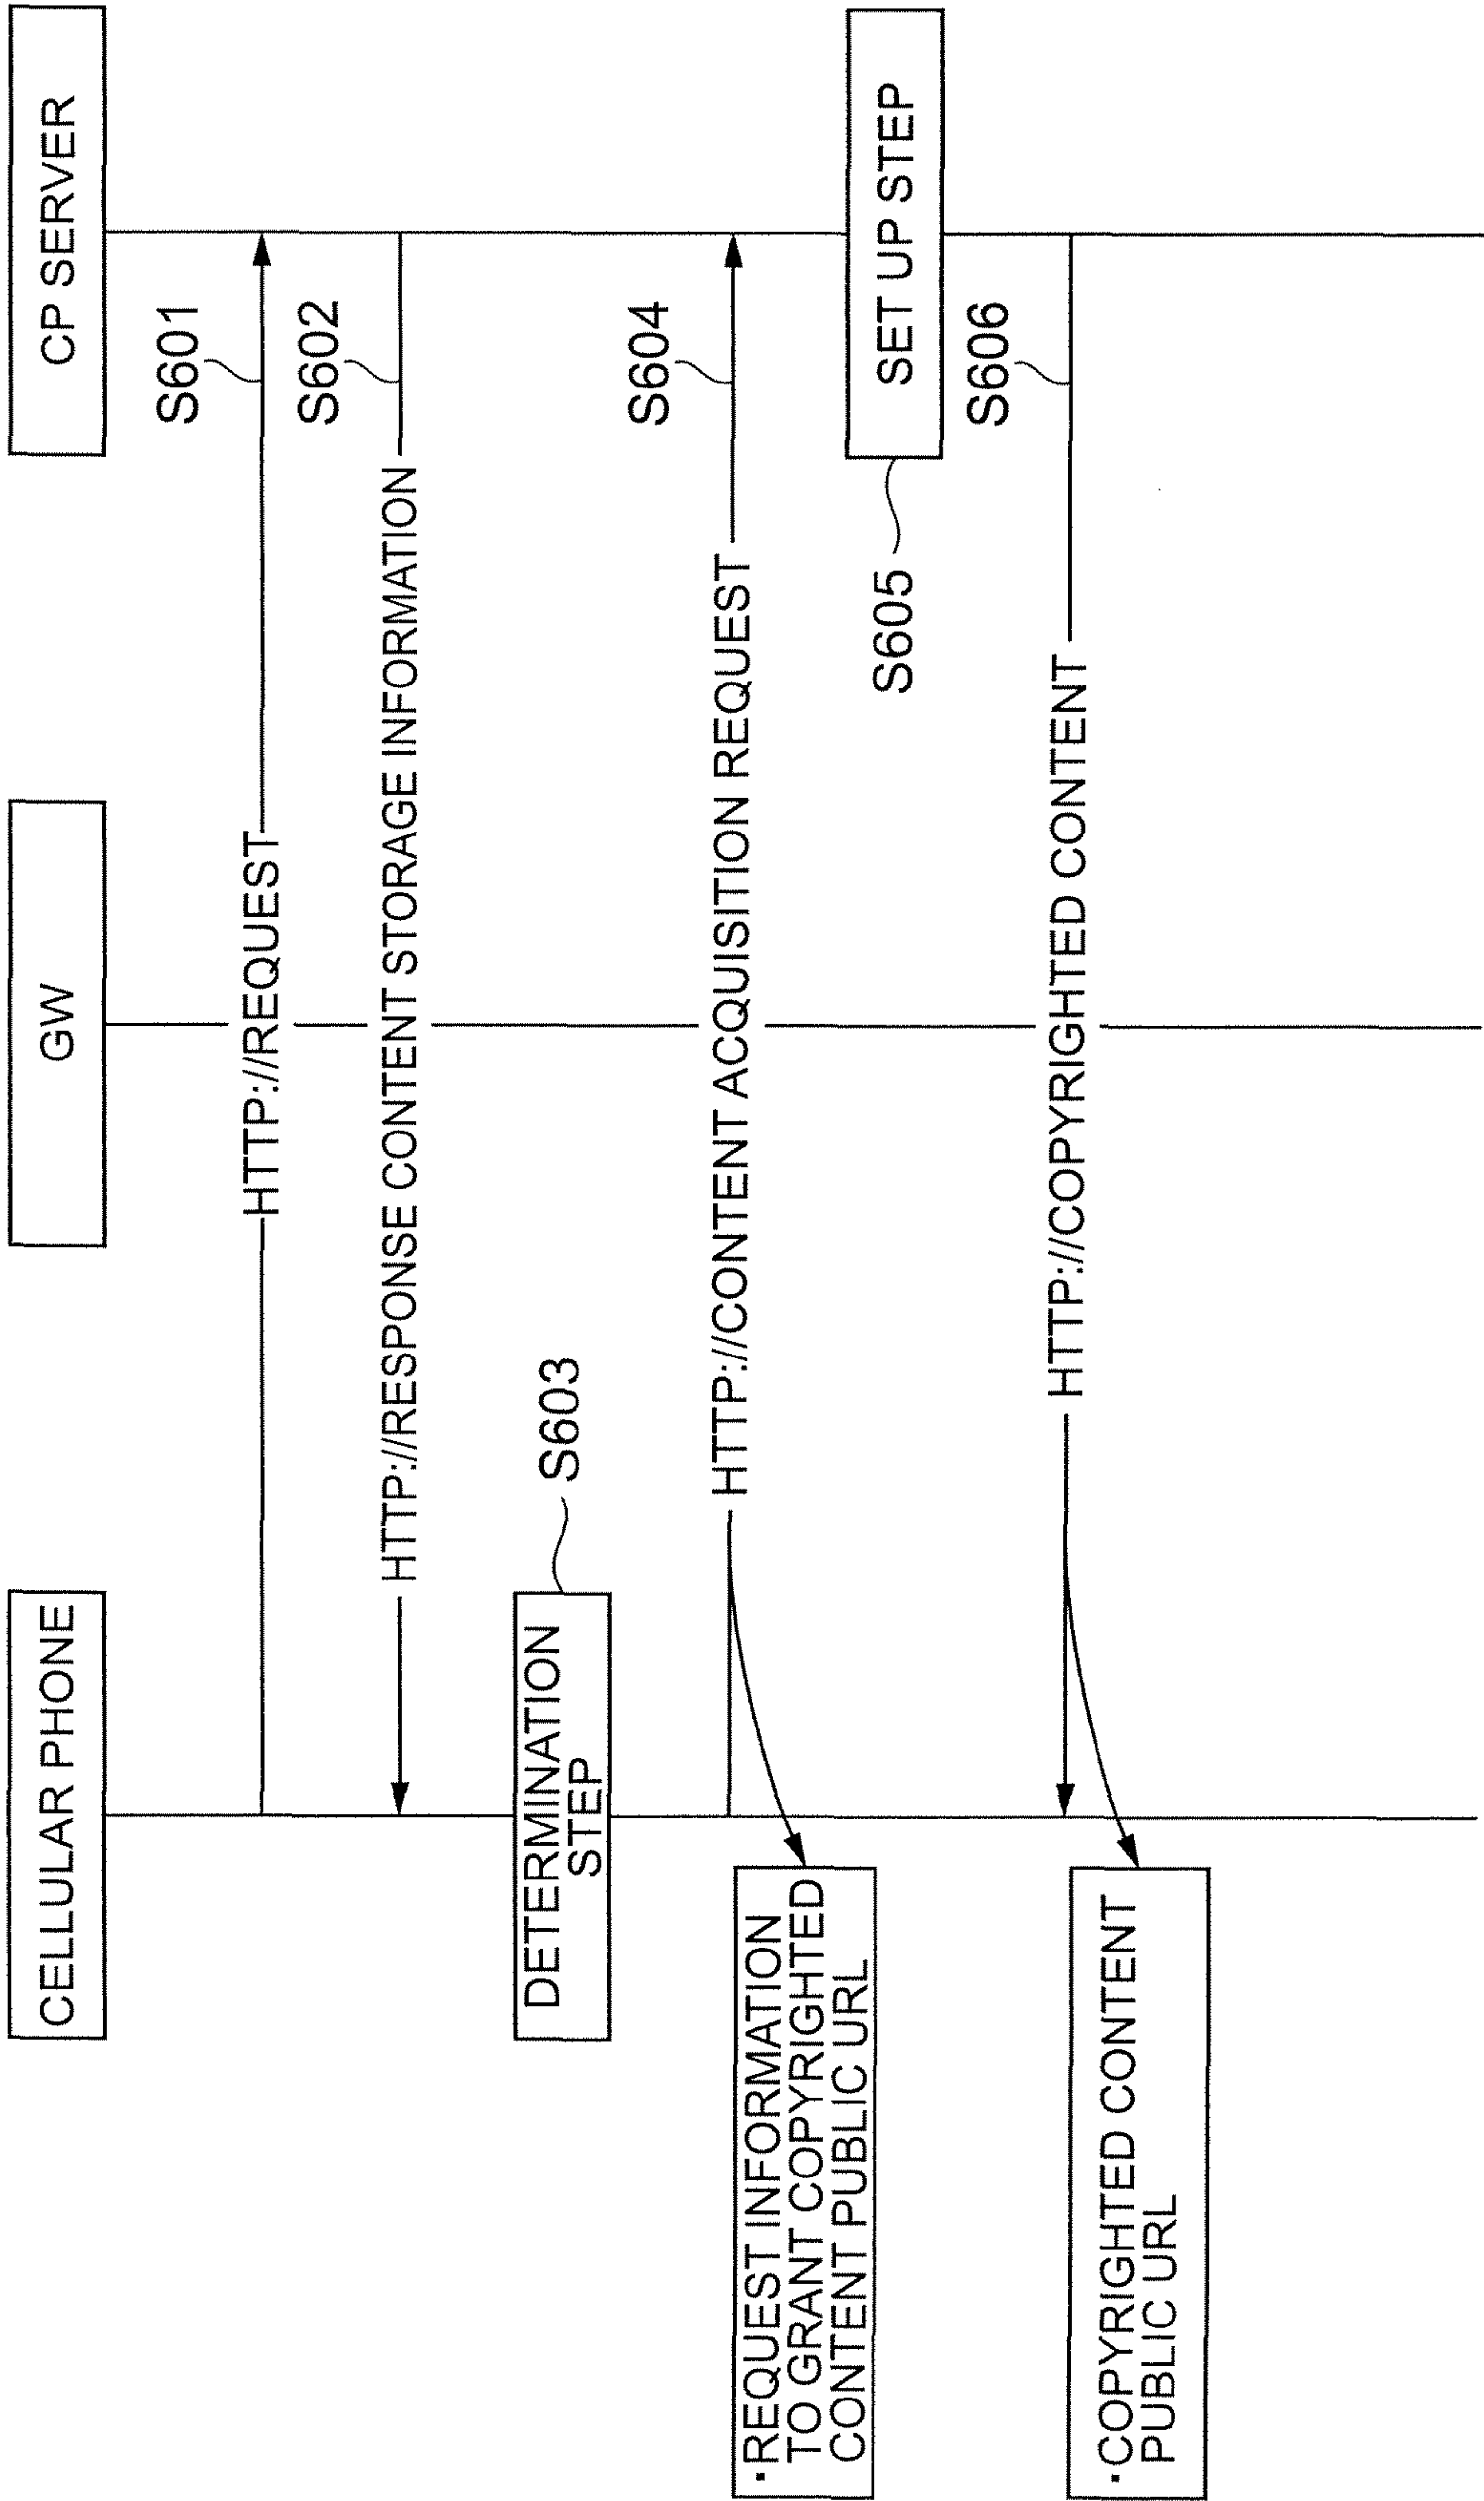 CELLULAR PHONE
GW
CP SERVER
S601
HTTP://REQUEST
S602
HTTP://RESPONSE CONTENT STORAGE INFORMATION
DETERMINATION
STEP
S603
S604
HTTP://CONTENT ACQUISITION REQUEST
・REQUEST INFORMATION
TO GRANT COPYRIGHTED
CONTENT PUBLIC URL
SET UP STEP
S605
S606
HTTP://COPYRIGHTED CONTENT
・COPYRIGHTED CONTENT
PUBLIC URL